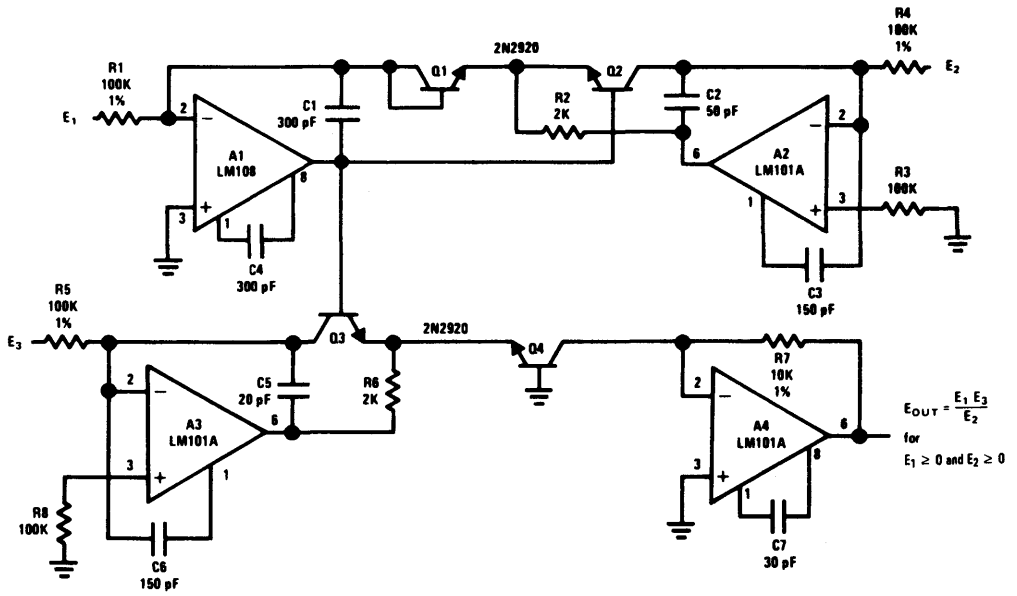 R1
100K
1%
E1
2
3
A1
LM108
1
8
C4
300 pF
C1
300 pF
Q1
2N2920
Q2
R2
2K
C2
50 pF
R4
100K
1%
E2
6
A2
LM101A
2
3
1
R3
100K
C3
150 pF
R5
100K
1%
E3
2
3
A3
LM101A
6
1
R8
100K
C6
150 pF
C5
20 pF
Q3
2N2920
R6
2K
Q4
R7
10K
1%
2
3
A4
LM101A
6
8
1
C7
30 pF
EOUT = E1 E3 / E2
for
E1 ≥ 0 and E2 ≥ 0